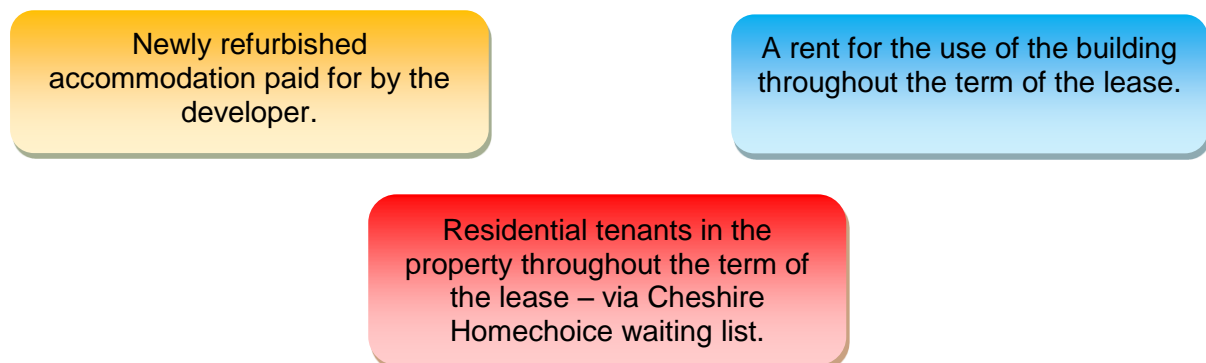 Newly refurbished
accommodation paid for by the
developer.
A rent for the use of the building
throughout the term of the lease.
Residential tenants in the
property throughout the term of
the lease – via Cheshire
Homechoice waiting list.